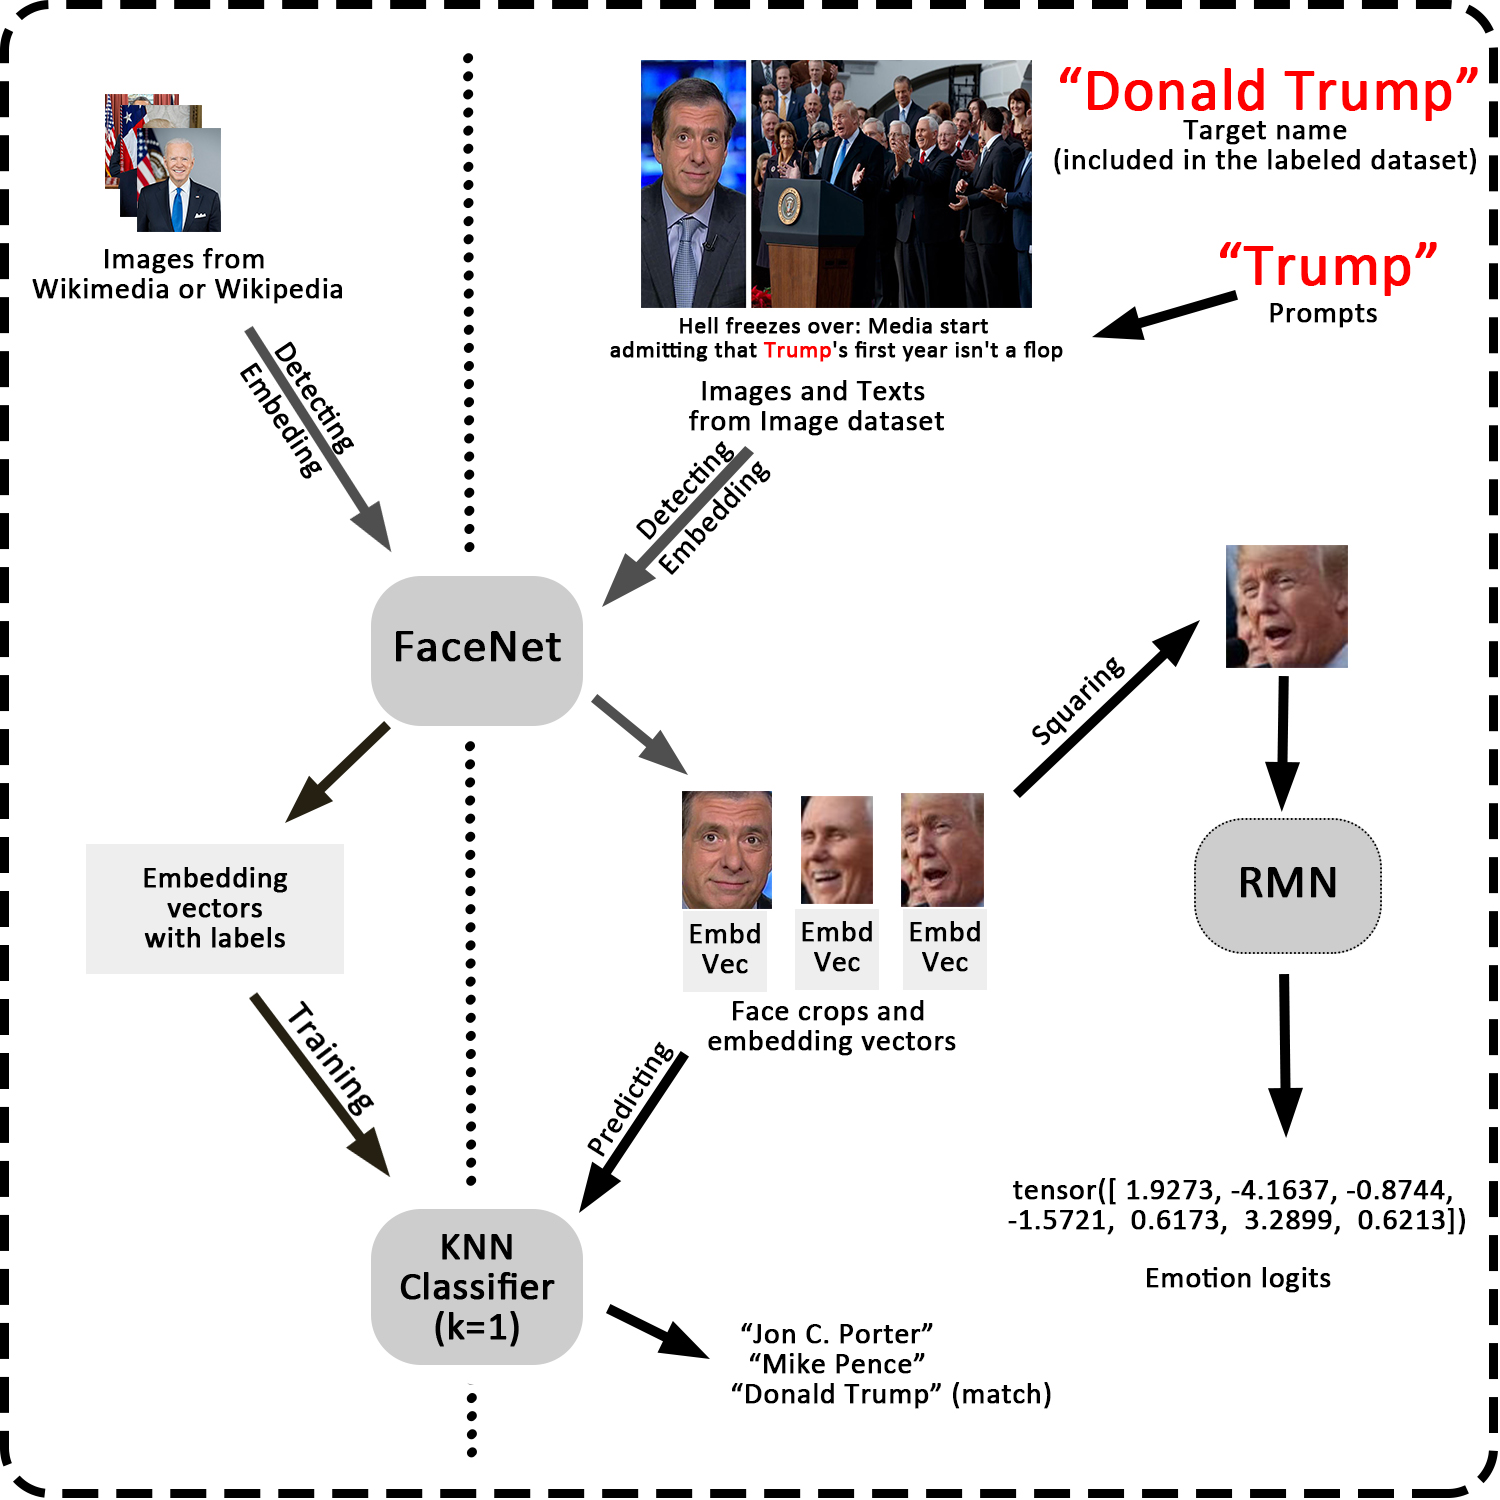 “Donald Trump”
Target name
(included in the labeled dataset)
“Trump”
Prompts
Images from
Wikimedia or Wikipedia
Hell freezes over: Media start
admitting that Trump's first year isn't a flop
Images and Texts
from Image dataset
Detecting
Embeding
Detecting
Embedding
FaceNet
Squaring
Embedding
vectors
with labels
Embd
Vec
Embd
Vec
Embd
Vec
Face crops and
embedding vectors
RMN
Training
Predicting
tensor([ 1.9273, -4.1637, -0.8744,
-1.5721, 0.6173, 3.2899, 0.6213])
Emotion logits
KNN
Classifier
(k=1)
“Jon C. Porter”
“Mike Pence”
“Donald Trump” (match)